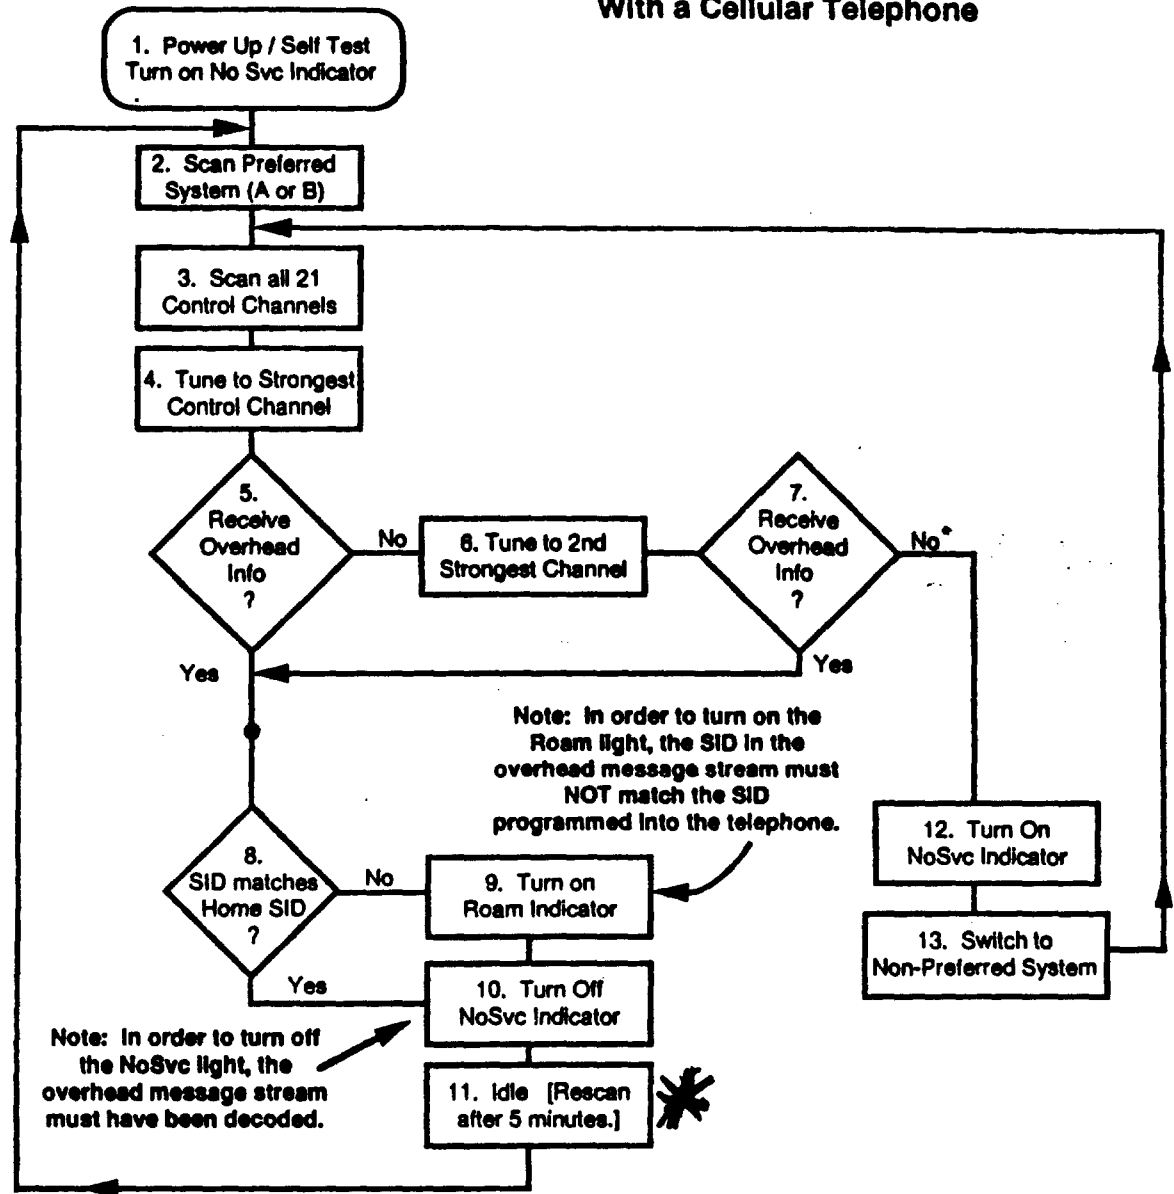 With a Cellular Telephone
1. Power Up / Self Test
Turn on No Svc Indicator
2. Scan Preferred
System (A or B)
3. Scan all 21
Control Channels
4. Tune to Strongest
Control Channel
5.
Receive
Overhead
Info
?
No
6. Tune to 2nd
Strongest Channel
7.
Receive
Overhead
Info
?
No*
Yes
Yes
Note: In order to turn on the
Roam light, the SID in the
overhead message stream must
NOT match the SID
programmed into the telephone.
8.
SID matches
Home SID
?
No
9. Turn on
Roam Indicator
12. Turn On
NoSvc Indicator
13. Switch to
Non-Preferred System
Yes
10. Turn Off
NoSvc Indicator
Note: In order to turn off
the NoSvc light, the
overhead message stream
must have been decoded.
11. Idle [Rescan
after 5 minutes.]